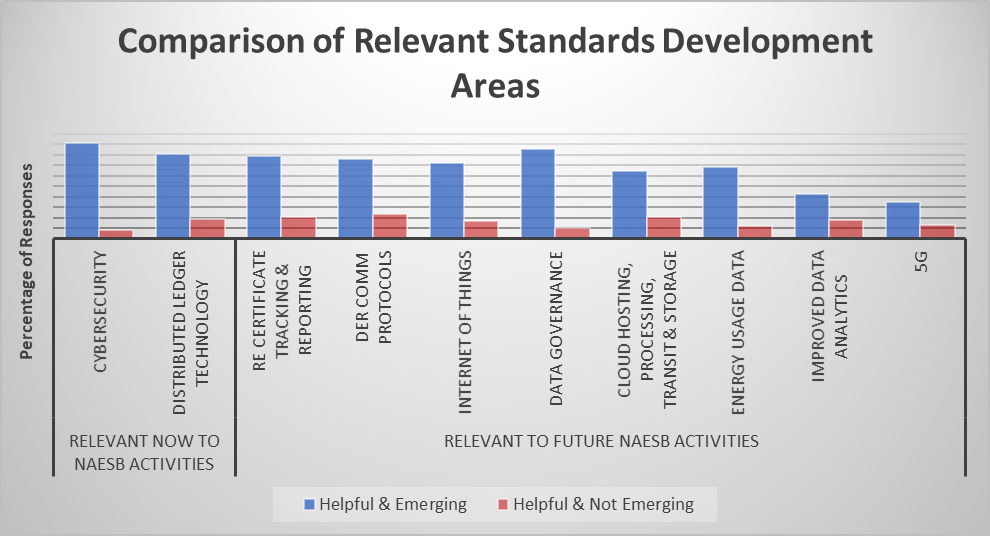 Comparison of Relevant Standards Development
Areas
Percentage of Responses
CYBERSECURITY
DISTRIBUTED LEDGER
TECHNOLOGY
RE CERTIFICATE
TRACKING &
REPORTING
DER COMM
PROTOCOLS
INTERNET OF THINGS
DATA GOVERNANCE
CLOUD HOSTING,
PROCESSING,
TRANSIT & STORAGE
ENERGY USAGE DATA
IMPROVED DATA
ANALYTICS
5G
RELEVANT NOW TO
NAESB ACTIVITIES
RELEVANT TO FUTURE NAESB ACTIVITIES
Helpful & Emerging
Helpful & Not Emerging